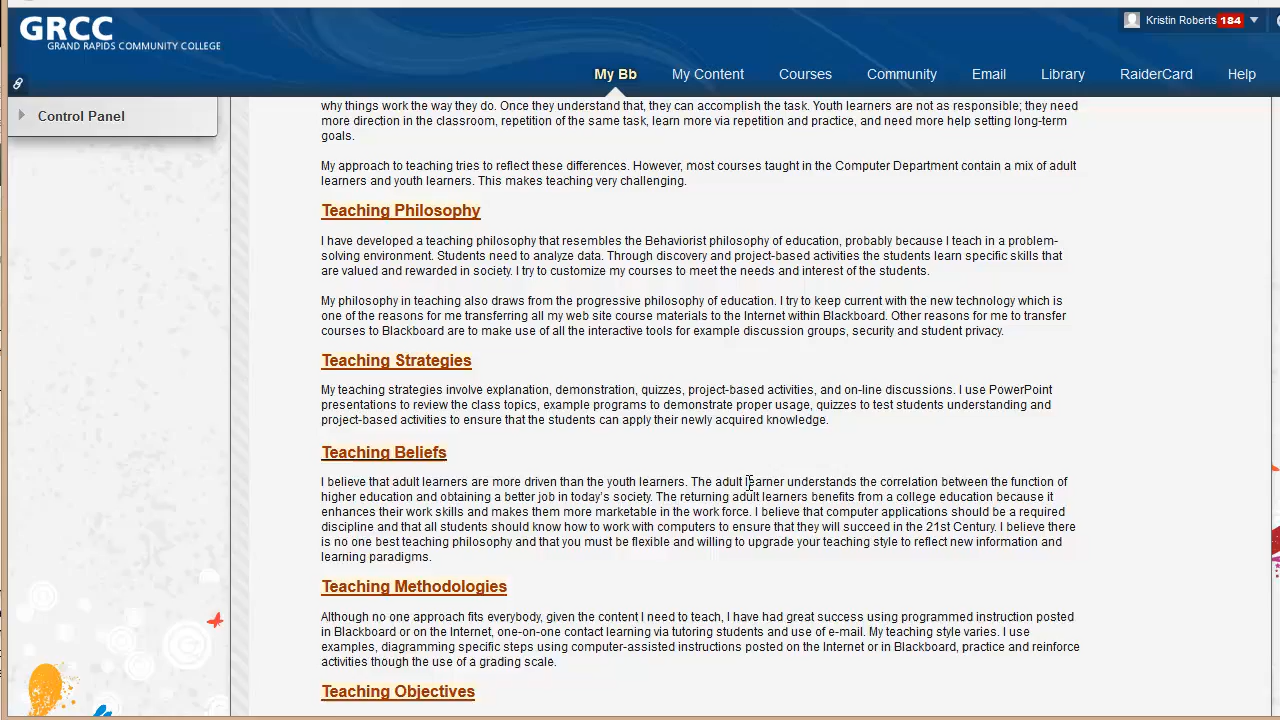 GRCC
GRAND RAPIDS COMMUNITY COLLEGE
Kristin Roberts 184
My Bb My Content Courses Community Email Library RaiderCard Help
Control Panel
why things work the way they do. Once they understand that, they can accomplish the task. Youth learners are not as responsible; they need
more direction in the classroom, repetition of the same task, learn more via repetition and practice, and need more help setting long-term
goals.
My approach to teaching tries to reflect these differences. However, most courses taught in the Computer Department contain a mix of adult
learners and youth learners. This makes teaching very challenging.
Teaching Philosophy
I have developed a teaching philosophy that resembles the Behaviorist philosophy of education, probably because I teach in a problem-
solving environment. Students need to analyze data. Through discovery and project-based activities the students learn specific skills that
are valued and rewarded in society. I try to customize my courses to meet the needs and interest of the students.
My philosophy in teaching also draws from the progressive philosophy of education. I try to keep current with the new technology which is
one of the reasons for me transferring all my web site course materials to the Internet within Blackboard. Other reasons for me to transfer
courses to Blackboard are to make use of all the interactive tools for example discussion groups, security and student privacy.
Teaching Strategies
My teaching strategies involve explanation, demonstration, quizzes, project-based activities, and on-line discussions. I use PowerPoint
presentations to review the class topics, example programs to demonstrate proper usage, quizzes to test students understanding and
project-based activities to ensure that the students can apply their newly acquired knowledge.
Teaching Beliefs
I believe that adult learners are more driven than the youth learners. The adult learner understands the correlation between the function of
higher education and obtaining a better job in today's society. The returning adult learners benefits from a college education because it
enhances their work skills and makes them more marketable in the work force. I believe that computer applications should be a required
discipline and that all students should know how to work with computers to ensure that they will succeed in the 21st Century. I believe there
is no one best teaching philosophy and that you must be flexible and willing to upgrade your teaching style to reflect new information and
learning paradigms.
Teaching Methodologies
Although no one approach fits everybody, given the content I need to teach, I have had great success using programmed instruction posted
in Blackboard or on the Internet, one-on-one contact learning via tutoring students and use of e-mail. My teaching style varies. I use
examples, diagramming specific steps using computer-assisted instructions posted on the Internet or in Blackboard, practice and reinforce
activities though the use of a grading scale.
Teaching Objectives